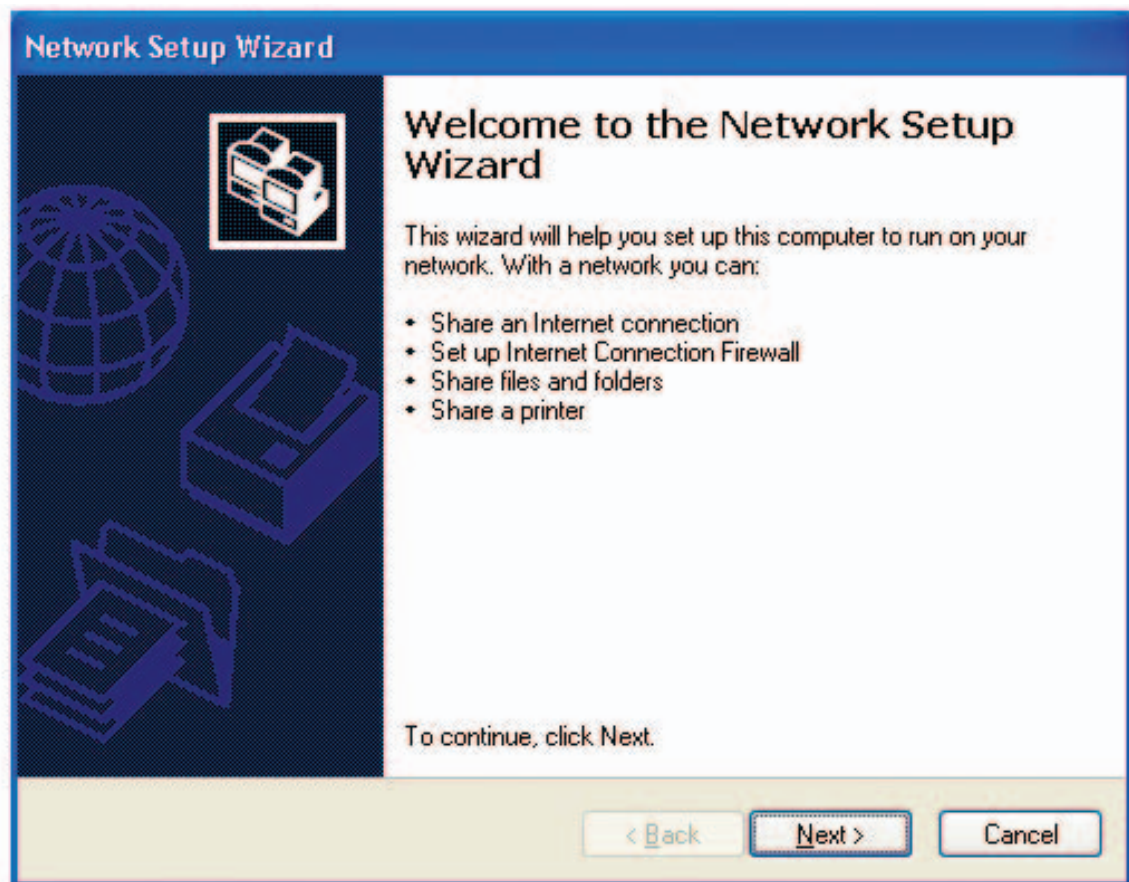 Network Setup Wizard
Welcome to the Network Setup
Wizard
This wizard will help you set up this computer to run on your
network. With a network you can:
• Share an Internet connection
• Set up Internet Connection Firewall
• Share files and folders
• Share a printer
To continue, click Next.
< Back Next > Cancel